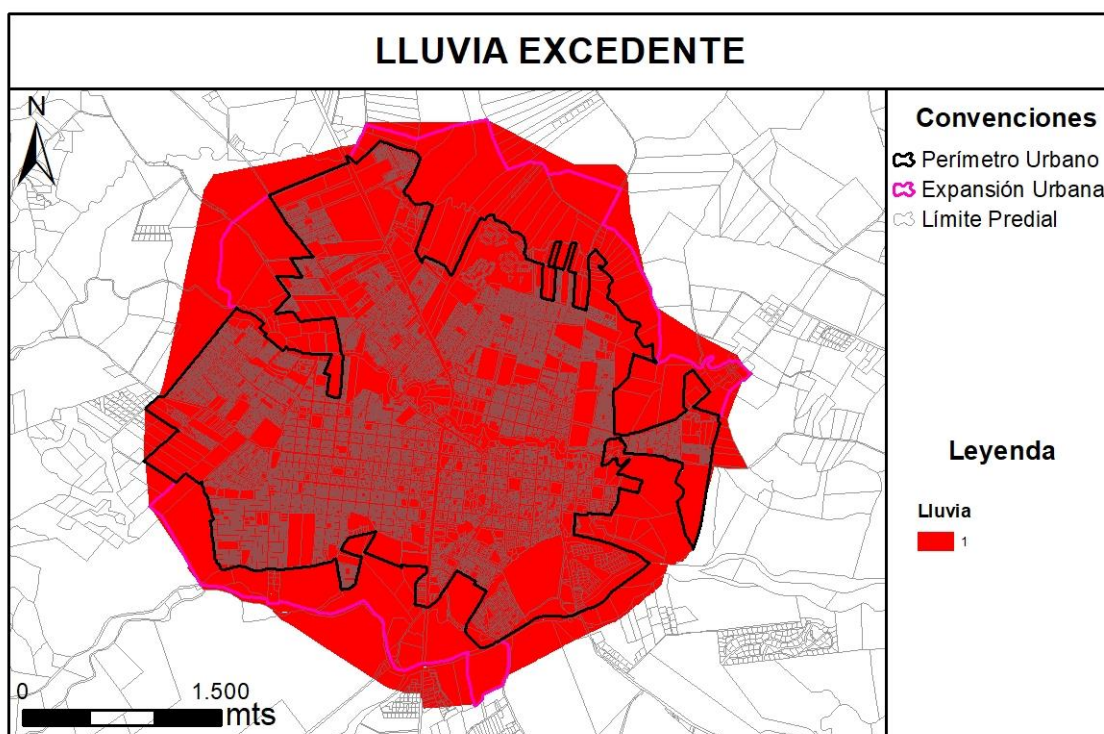 LLUVIA EXCEDENTE
N
Convenciones
Perímetro Urbano
Expansión Urbana
Límite Predial
Leyenda
Lluvia
1
0 1.500 mts